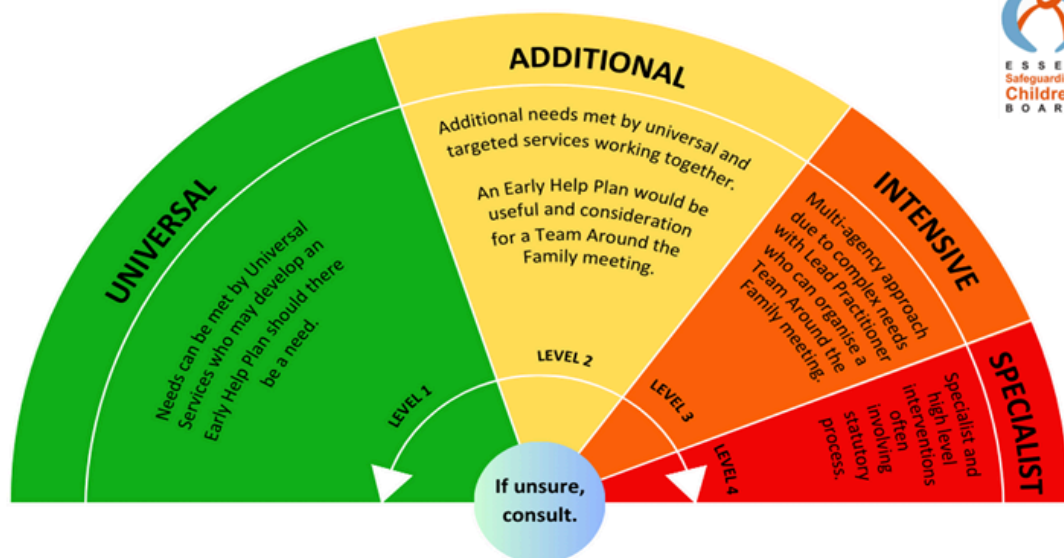 ESSE
Safeguardi
Childre
BOAR
UNIVERSAL
Needs can be met by Universal
Services who may develop an
Early Help Plan should there
be a need.
LEVEL 1
ADDITIONAL
Additional needs met by universal and
targeted services working together.
An Early Help Plan would be
useful and consideration
for a Team Around the
Family meeting.
LEVEL 2
INTENSIVE
Multi-agency approach
due to complex needs
with Lead Practitioner
who can organise a
Team Around the
Family meeting.
LEVEL 3
SPECIALIST
Specialist and
high level
interventions
often
involving
statutory
process.
LEVEL 4
If unsure,
consult.